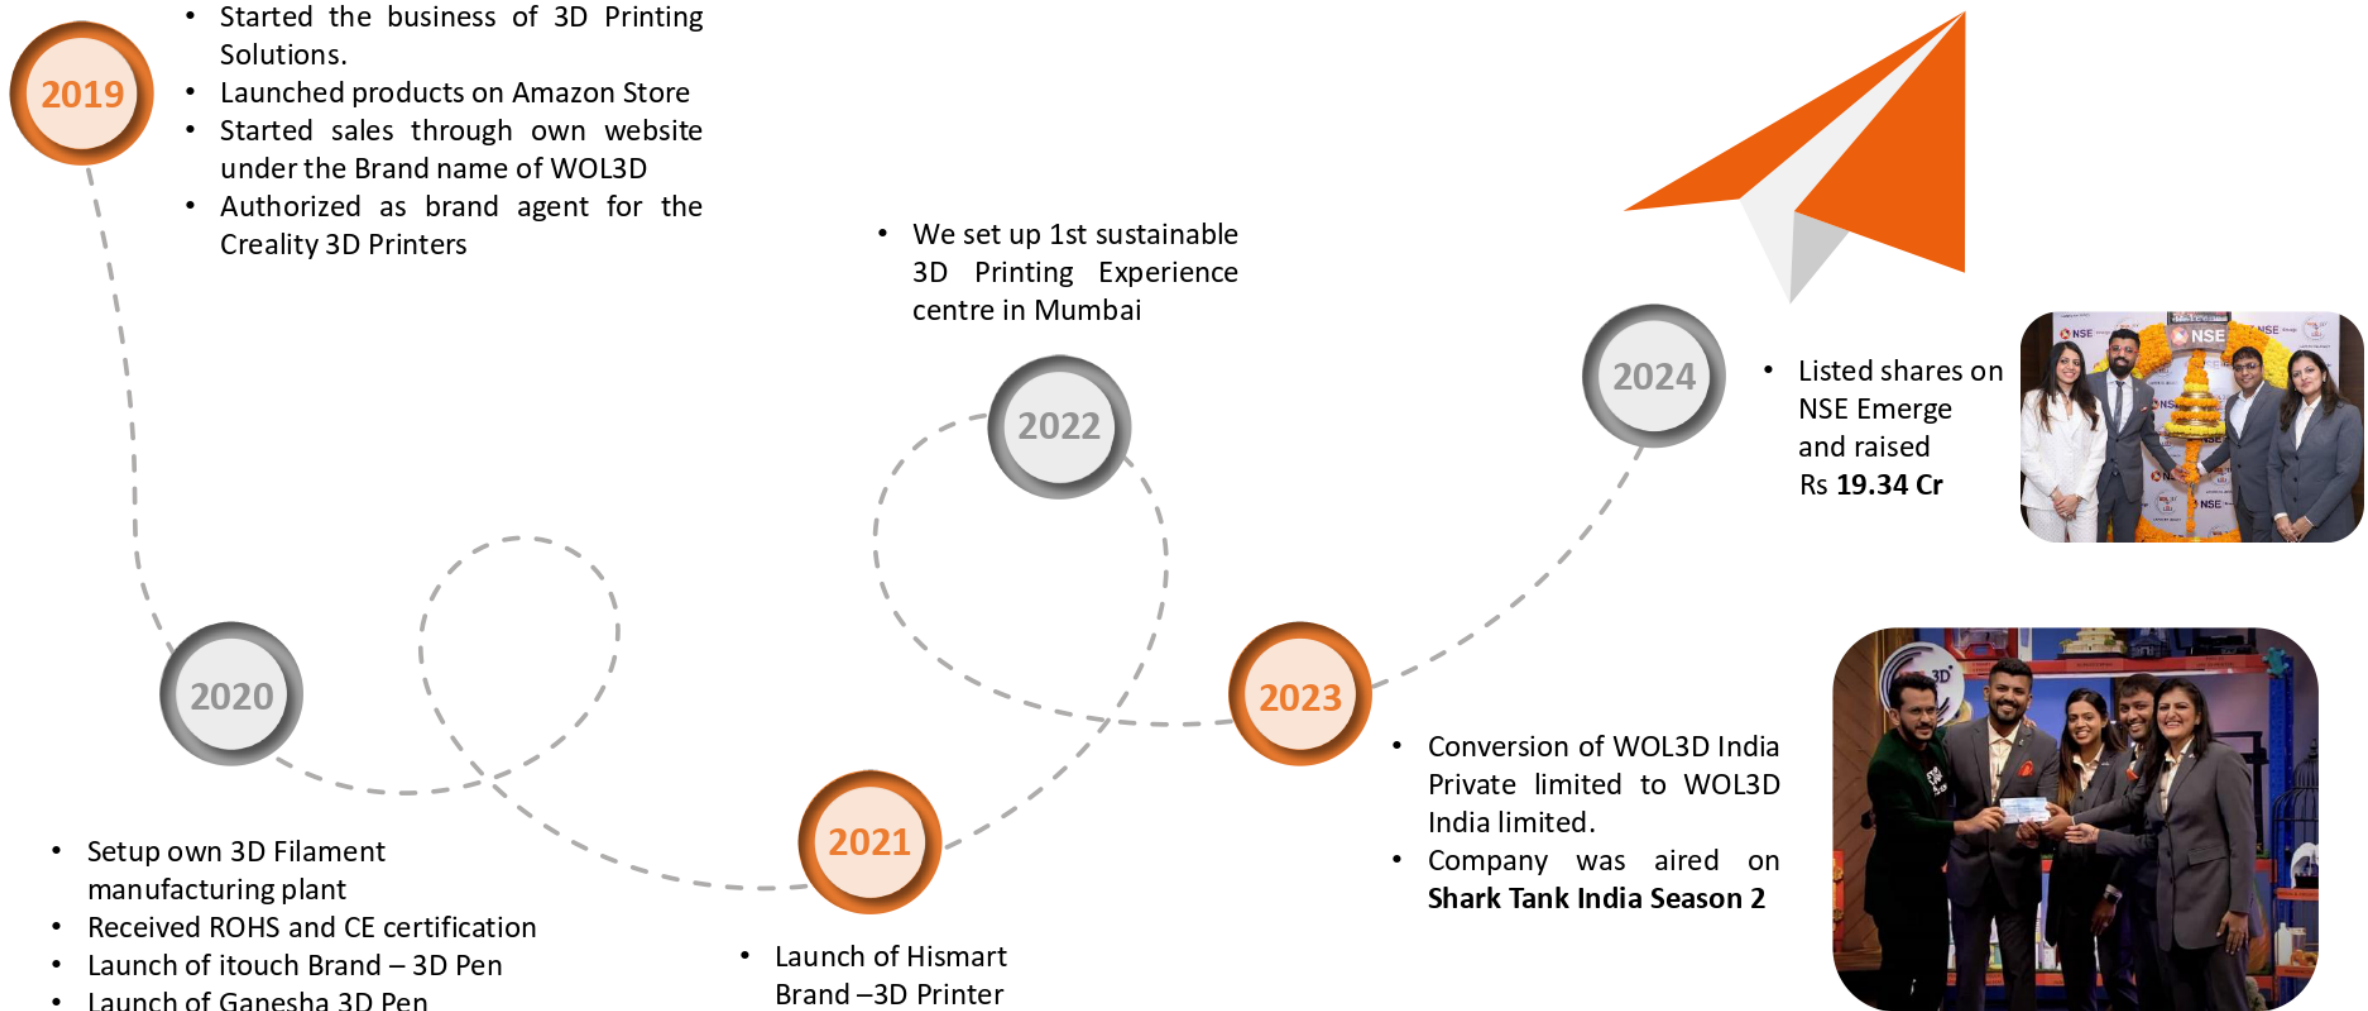 2019
• Started the business of 3D Printing
Solutions.
• Launched products on Amazon Store
• Started sales through own website
under the Brand name of WOL3D
• Authorized as brand agent for the
Creality 3D Printers
2020
• Setup own 3D Filament
manufacturing plant
• Received ROHS and CE certification
• Launch of itouch Brand – 3D Pen
• Launch of Ganesha 3D Pen
2021
• Launch of Hismart
Brand –3D Printer
• We set up 1st sustainable
3D Printing Experience
centre in Mumbai
2022
2023
• Conversion of WOL3D India
Private limited to WOL3D
India limited.
• Company was aired on
Shark Tank India Season 2
2024
• Listed shares on
NSE Emerge
and raised
Rs 19.34 Cr
NSE
NSE
NSE
NSE
NSE
NSE
3D